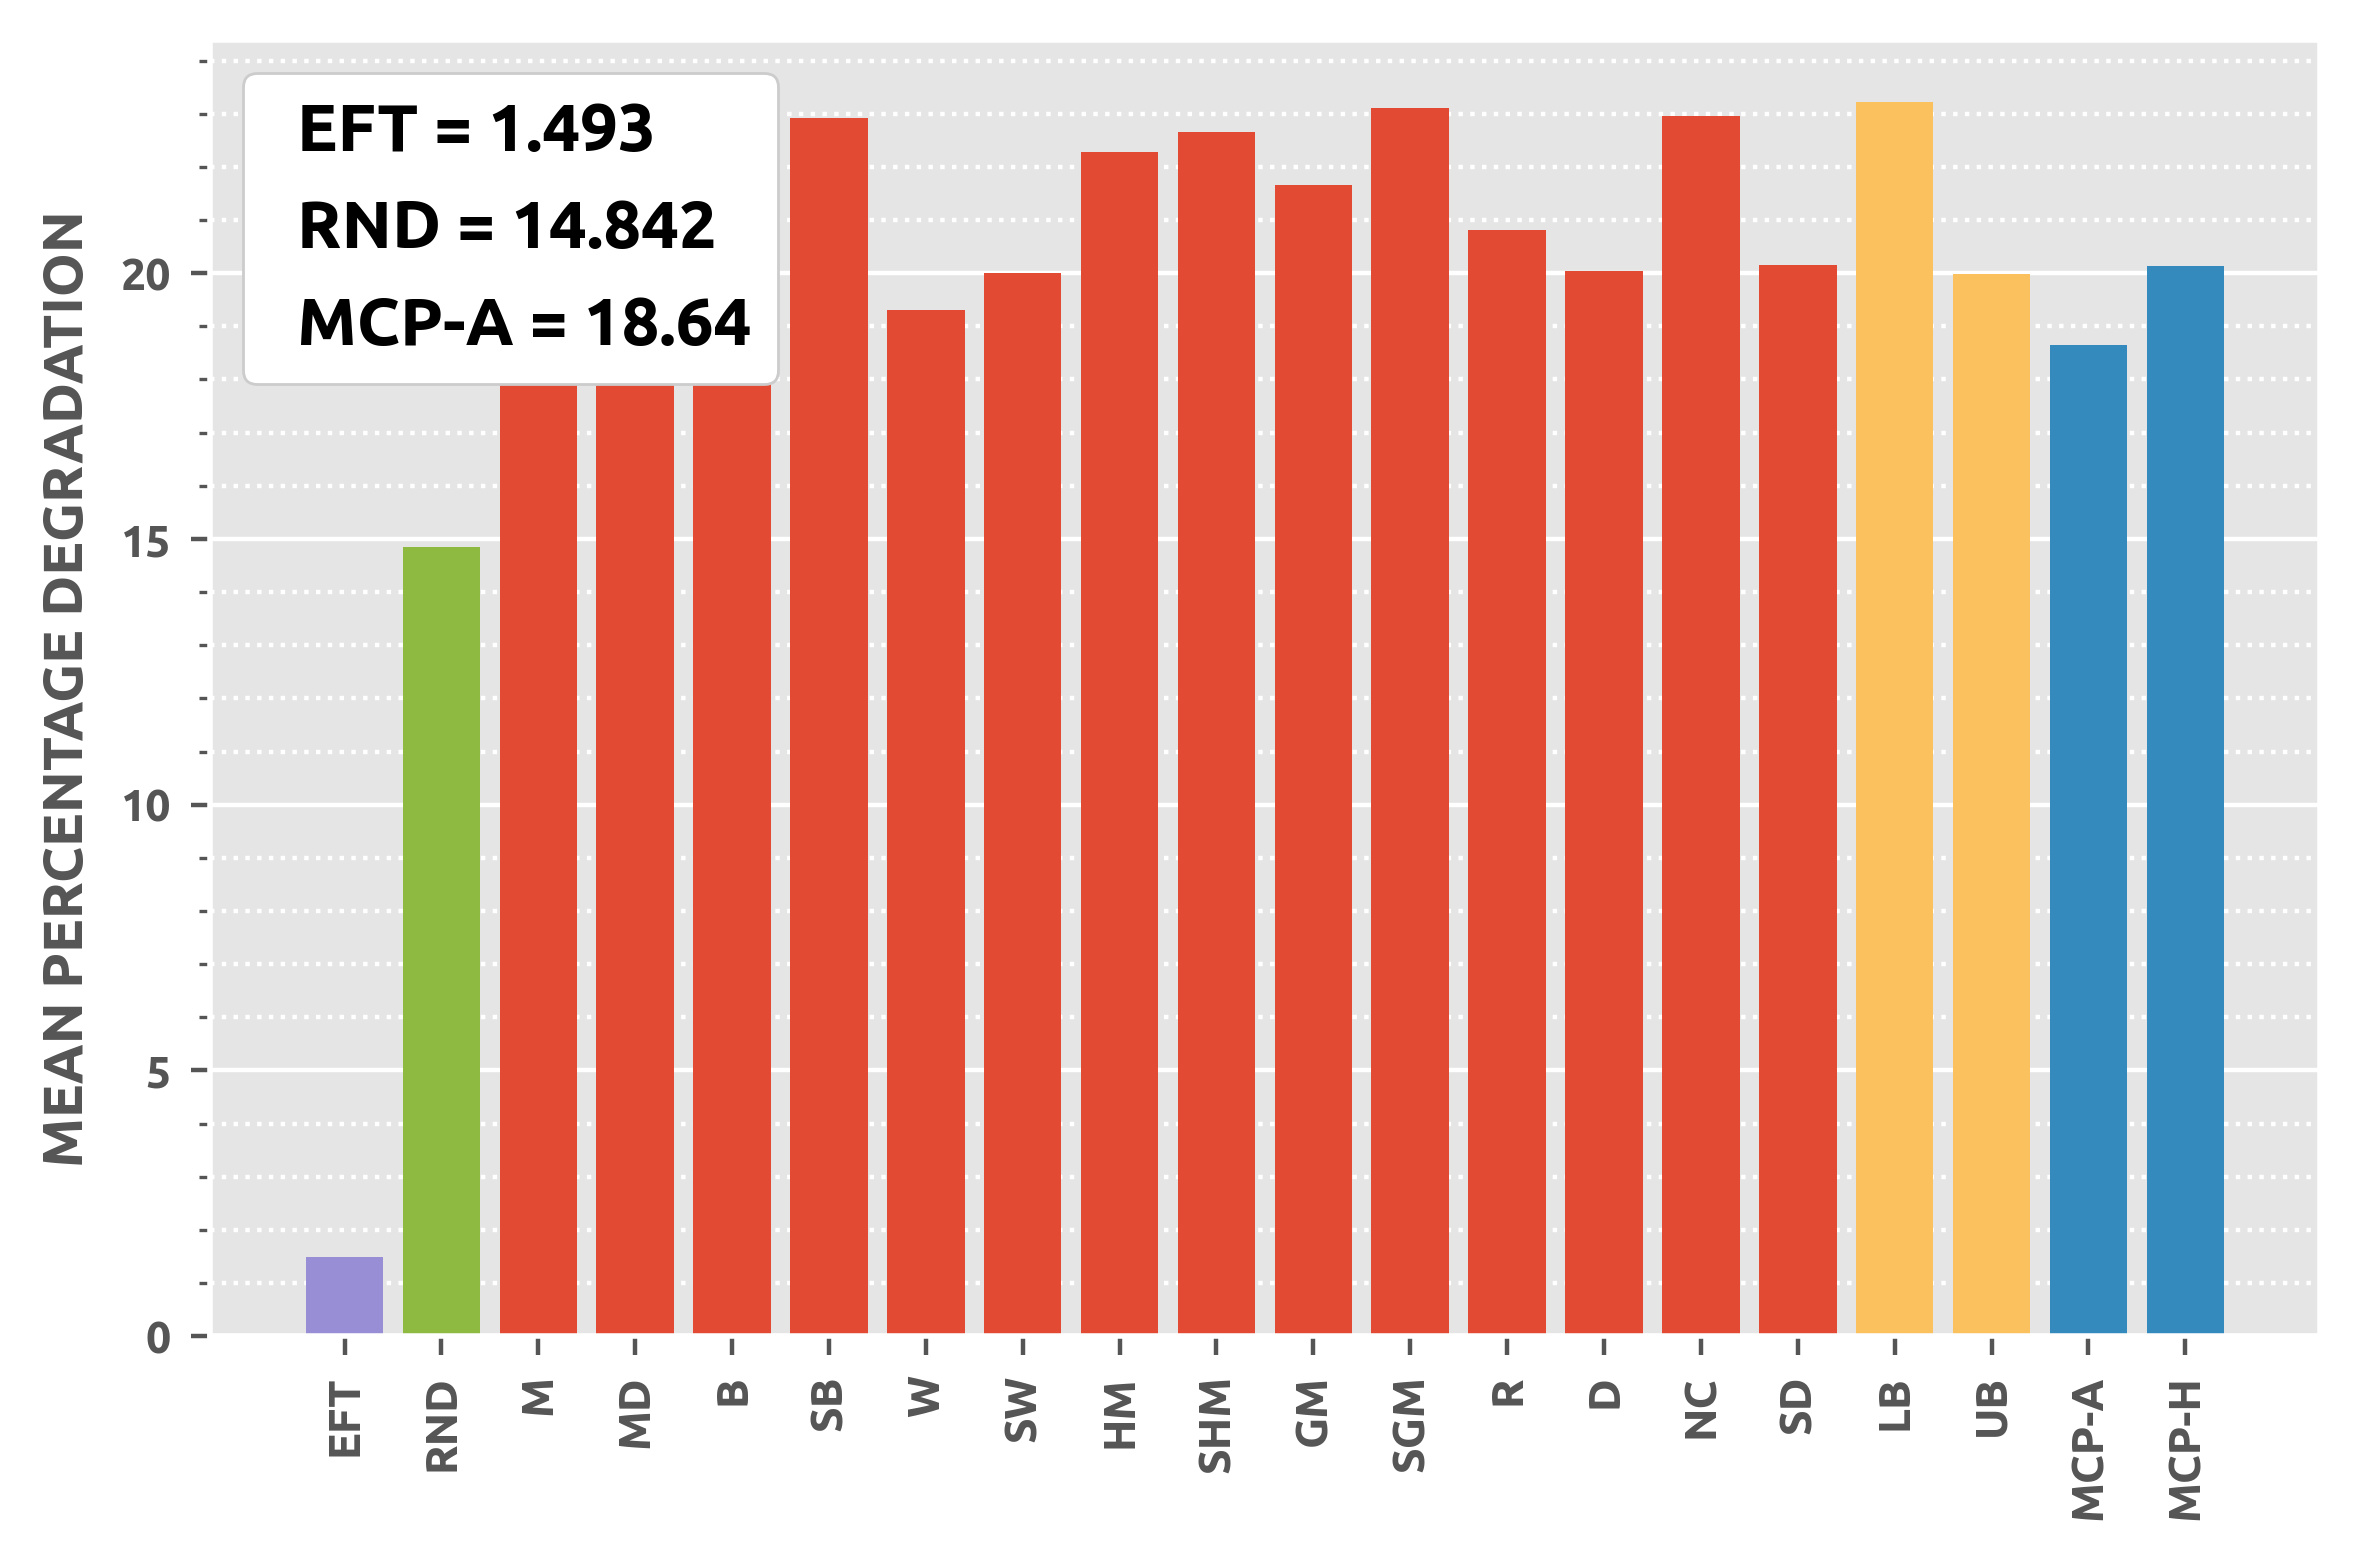 EFT = 1.493
RND = 14.842
MCP-A = 18.64
MEAN PERCENTAGE DEGRADATION
20
15
10
5
0
EFT
RND
M
MD
B
SB
W
SW
HM
SHM
GM
SGM
R
D
NC
SD
LB
UB
MCP-A
MCP-H